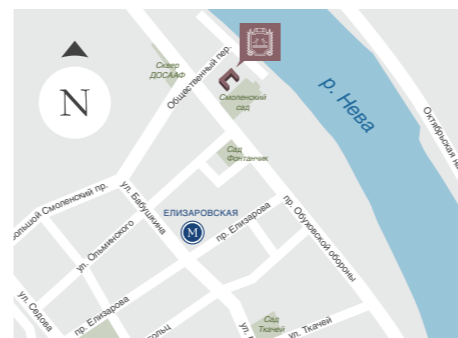 Сквер
ДОСААФ
Общественный пер.
Смоленский
сад
р. Нева
Октябрьская на
N
Сад
Фонтанчик
ольшой Смоленский пр.
ул. Бабушкина
ЕЛИЗАРОВСКАЯ
М
ул. Ольминского
пр. Елизарова
пр. Обуховской обороны
ул. Седова
пр. Елизарова
ольц
Сад
Ткачей
ул. Ткачей
ул.